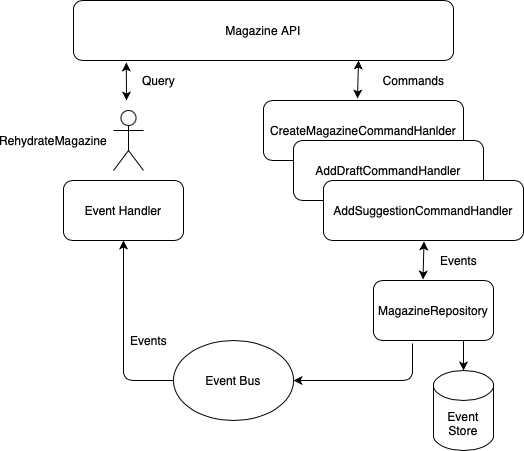 Magazine API
Query
Commands
RehydrateMagazine
CreateMagazineCommandHanlder
AddDraftCommandHandler
Event Handler
AddSuggestionCommandHandler
Events
MagazineRepository
Events
Event Bus
Event
Store